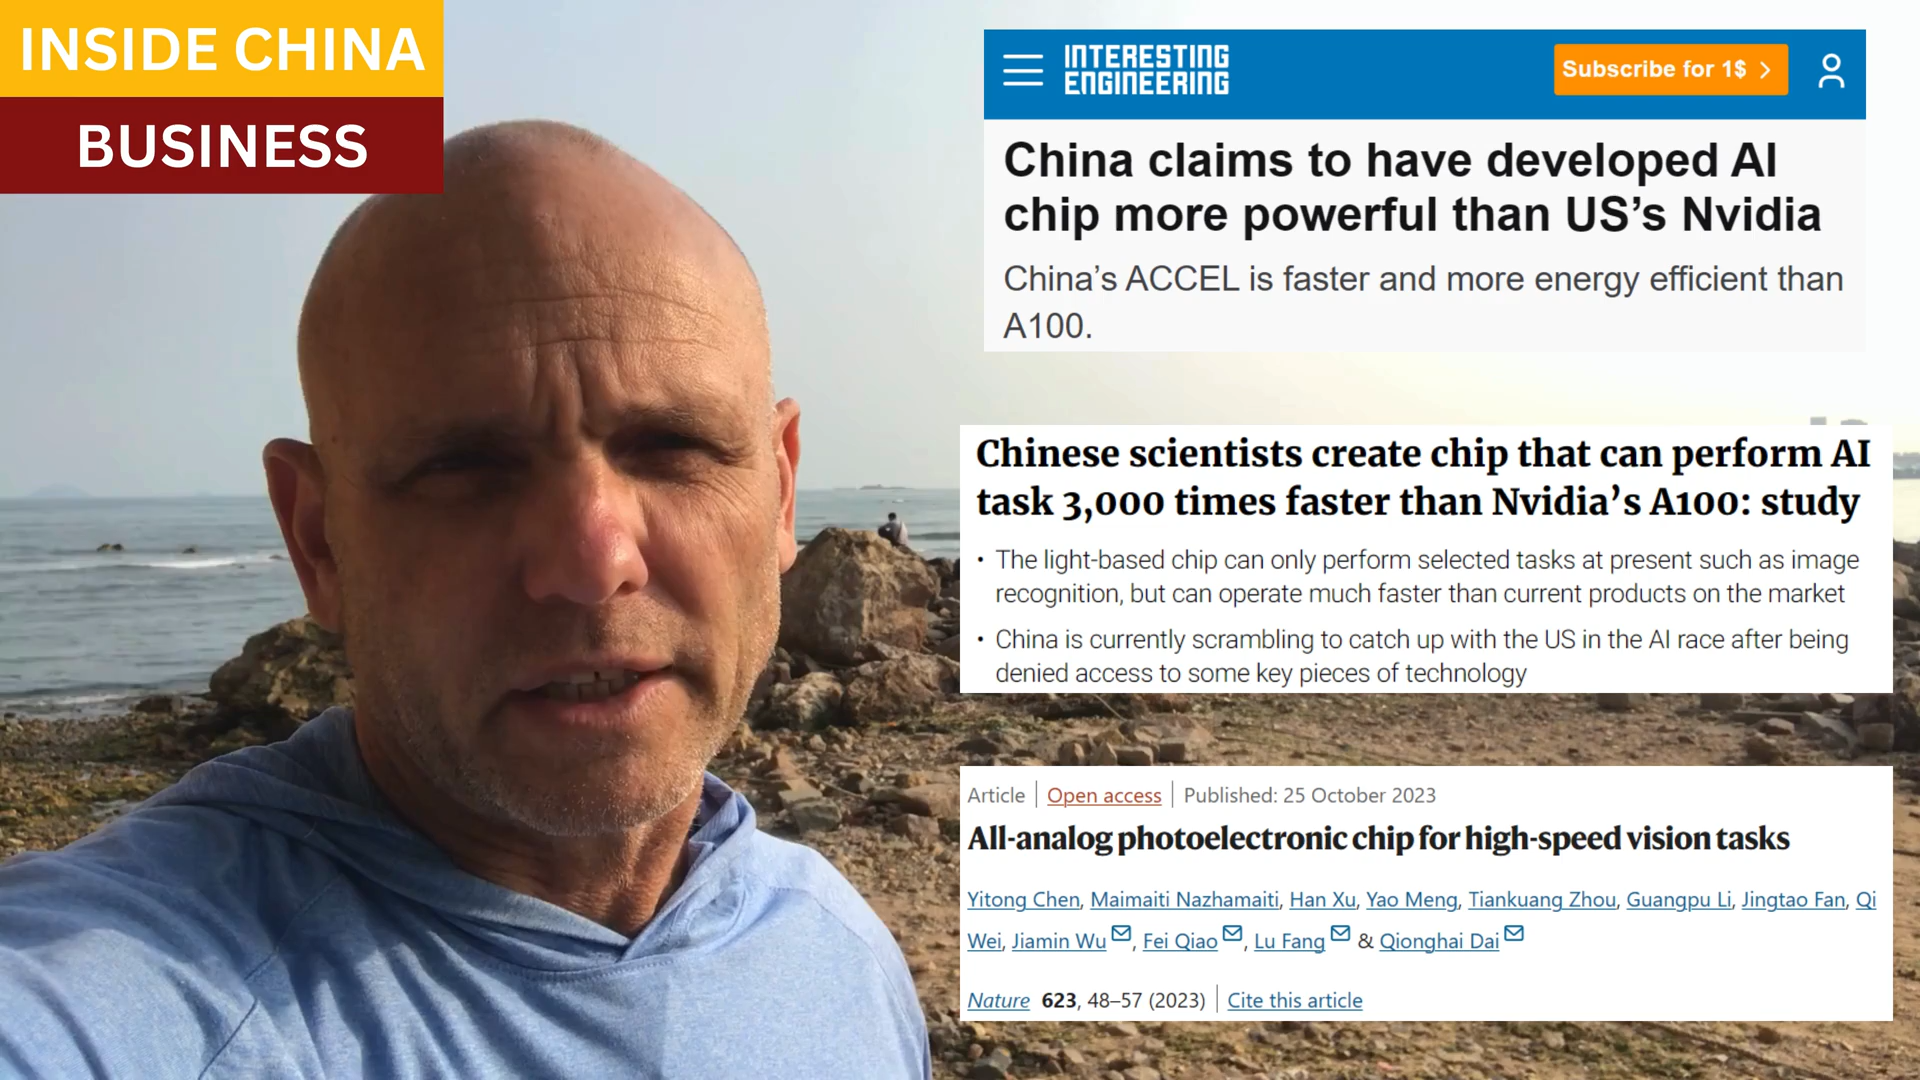 INSIDE CHINA
BUSINESS
INTERESTING
ENGINEERING
Subscribe for 1$ >
China claims to have developed AI
chip more powerful than US’s Nvidia
China’s ACCEL is faster and more energy efficient than
A100.
Chinese scientists create chip that can perform AI
task 3,000 times faster than Nvidia’s A100: study
• The light-based chip can only perform selected tasks at present such as image
recognition, but can operate much faster than current products on the market
• China is currently scrambling to catch up with the US in the AI race after being
denied access to some key pieces of technology
Article | Open access | Published: 25 October 2023
All-analog photoelectronic chip for high-speed vision tasks
Yitong Chen, Maimaiti Nazhamaiti, Han Xu, Yao Meng, Tiankuang Zhou, Guangpu Li, Jingtao Fan, Qi
Wei, Jiamin Wu, Fei Qiao, Lu Fang & Qionghai Dai
Nature 623, 48–57 (2023) | Cite this article